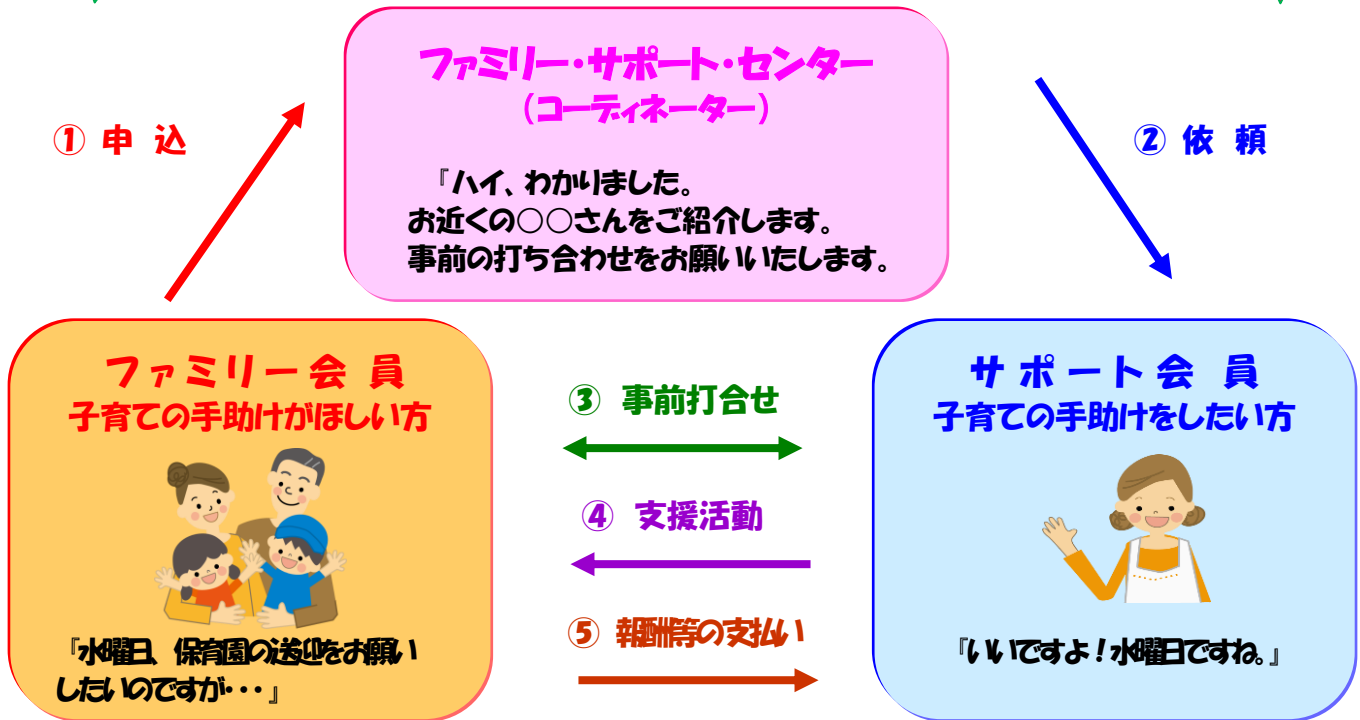 ファミリー・サポート・センター
(コーディネーター)
① 申 込
② 依 頼
『ハイ、わかりました。
お近くの○○さんをご紹介します。
事前の打ち合わせをお願いいたします。
ファミリー会 員
子育ての手助けがほしい方
『水曜日、保育園の送迎をお願い
したいのですが・・・』
③ 事前打合せ
④ 支援活動
⑤ 報酬等の支払い
サ ポ ー ト 会 員
子育ての手助けをしたい方
『いいですよ!水曜日ですね。』